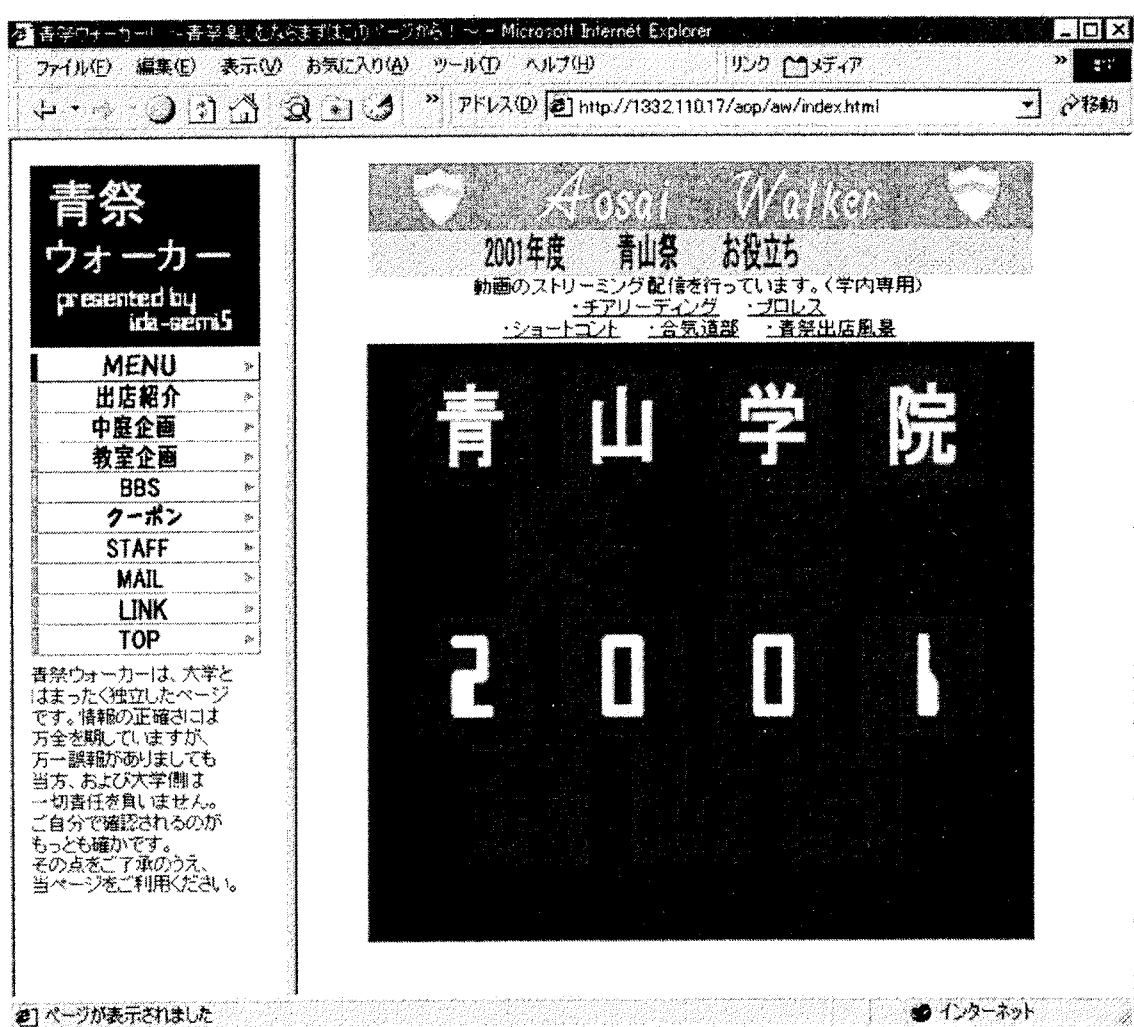 青祭ウォーカー!! ～青祭楽しむならまずはこのページから！～ - Microsoft Internet Explorer
ファイル(F) 編集(E) 表示(V) お気に入り(A) ツール(T) ヘルプ(H) リンク メディア »
» アドレス(D) http://1332.110.17/aop/aw/index.html 移動
青祭
ウォーカー
presented by
ida-semi5
MENU
出店紹介
中庭企画
教室企画
BBS
クーポン
STAFF
MAIL
LINK
TOP
青祭ウォーカーは、大学と
はまったく独立したページ
です。情報の正確さには
万全を期していますが、
万一誤報がありましても
当方、および大学側は
一切責任を負いません。
ご自分で確認されるのが
もっとも確かです。
その点をご了承のうえ、
当ページをご利用ください。
Aosai Walker
2001年度 青山祭 お役立ち
動画のストリーミング配信を行っています。(学内専用)
・チアリーディング ・プロレス
・ショートコント ・合気道部 ・青祭出店風景
青 山 学 院
2 0 0 1
ページが表示されました インターネット